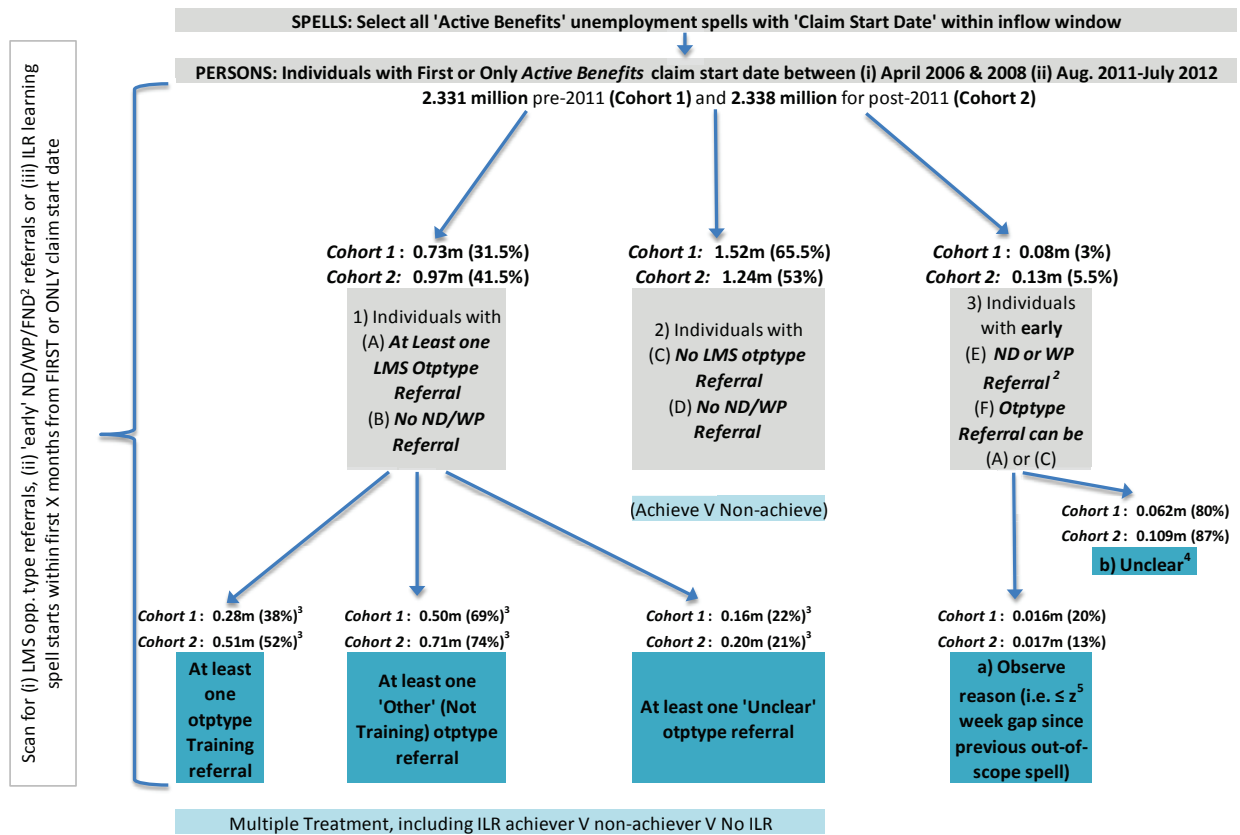 SPELLS: Select all 'Active Benefits' unemployment spells with 'Claim Start Date' within inflow window
PERSONS: Individuals with First or Only Active Benefits claim start date between (i) April 2006 & 2008 (ii) Aug. 2011-July 2012
2.331 million pre-2011 (Cohort 1) and 2.338 million for post-2011 (Cohort 2)
Scan for (i) LMS opp. type referrals, (ii) 'early' ND/WP/FND² referrals or (iii) ILR learning
spell starts within first X months from FIRST or ONLY claim start date
Cohort 1 : 0.73m (31.5%)
Cohort 2: 0.97m (41.5%)
1) Individuals with
(A) At Least one
LMS Otptype
Referral
(B) No ND/WP
Referral
Cohort 1: 1.52m (65.5%)
Cohort 2: 1.24m (53%)
2) Individuals with
(C) No LMS otptype
Referral
(D) No ND/WP
Referral
(Achieve V Non-achieve)
Cohort 1 : 0.08m (3%)
Cohort 2: 0.13m (5.5%)
3) Individuals
with early
(E) ND or WP
Referral²
(F) Otptype
Referral can be
(A) or (C)
Cohort 1 : 0.062m (80%)
Cohort 2 : 0.109m (87%)
b) Unclear⁴
Cohort 1 : 0.28m (38%)³
Cohort 2 : 0.51m (52%)³
At least
one
otptype
Training
referral
Cohort 1 : 0.50m (69%)³
Cohort 2 : 0.71m (74%)³
At least one
'Other' (Not
Training) otptype
referral
Cohort 1 : 0.16m (22%)³
Cohort 2 : 0.20m (21%)³
At least one 'Unclear'
otptype referral
Cohort 1 : 0.016m (20%)
Cohort 2 : 0.017m (13%)
a) Observe
reason (i.e. ≤ z⁵
week gap since
previous out-of-
scope spell)
Multiple Treatment, including ILR achiever V non-achiever V No ILR